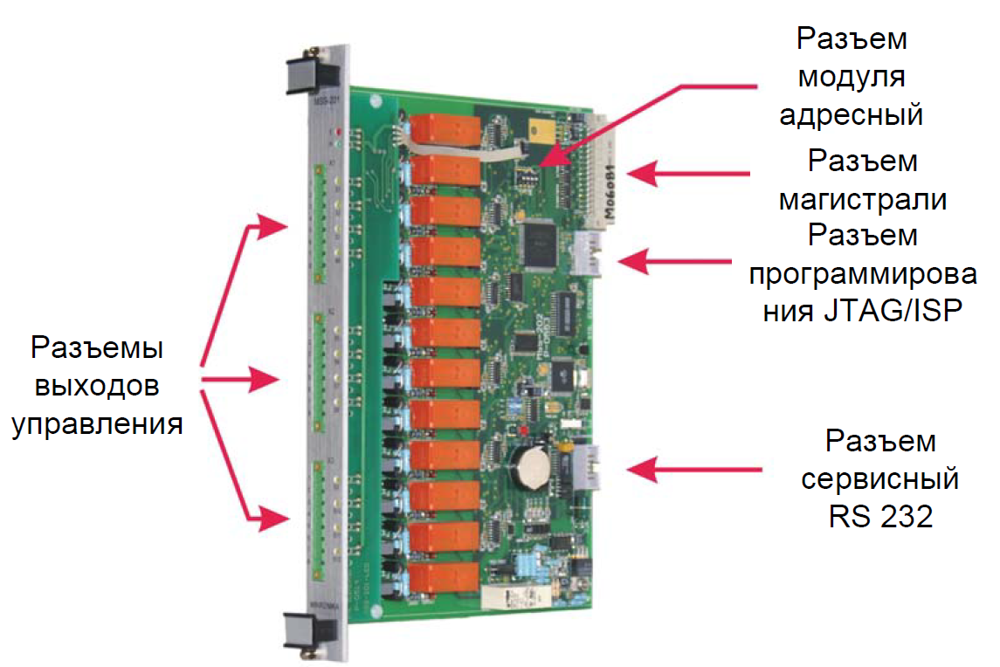 Разъем
модуля
адресный
Разъем
магистрали
Разъем
программирова
ния JTAG/ISP
Разъемы
выходов
управления
Разъем
сервисный
RS 232
M06081